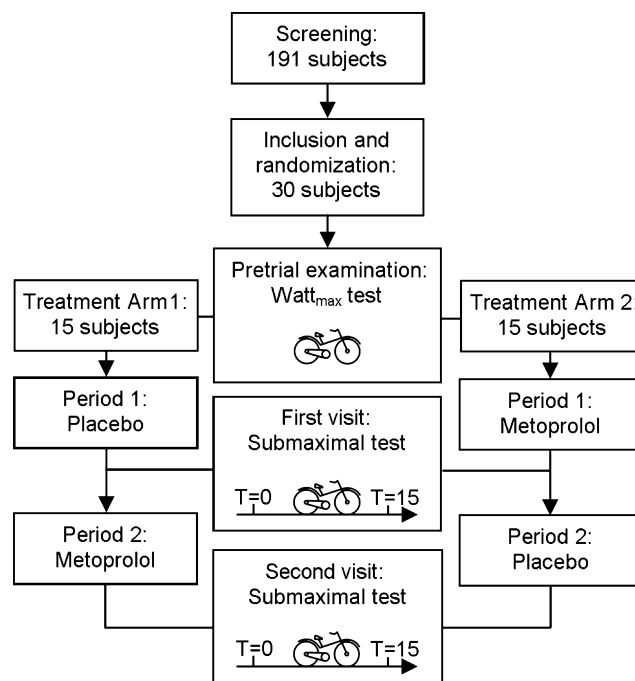 Screening:
191 subjects
Inclusion and
randomization:
30 subjects
Pretrial examination:
Watt_max test
Treatment Arm1:
15 subjects
Treatment Arm 2:
15 subjects
Period 1:
Placebo
Period 1:
Metoprolol
First visit:
Submaximal test
T=0 T=15
Period 2:
Metoprolol
Period 2:
Placebo
Second visit:
Submaximal test
T=0 T=15